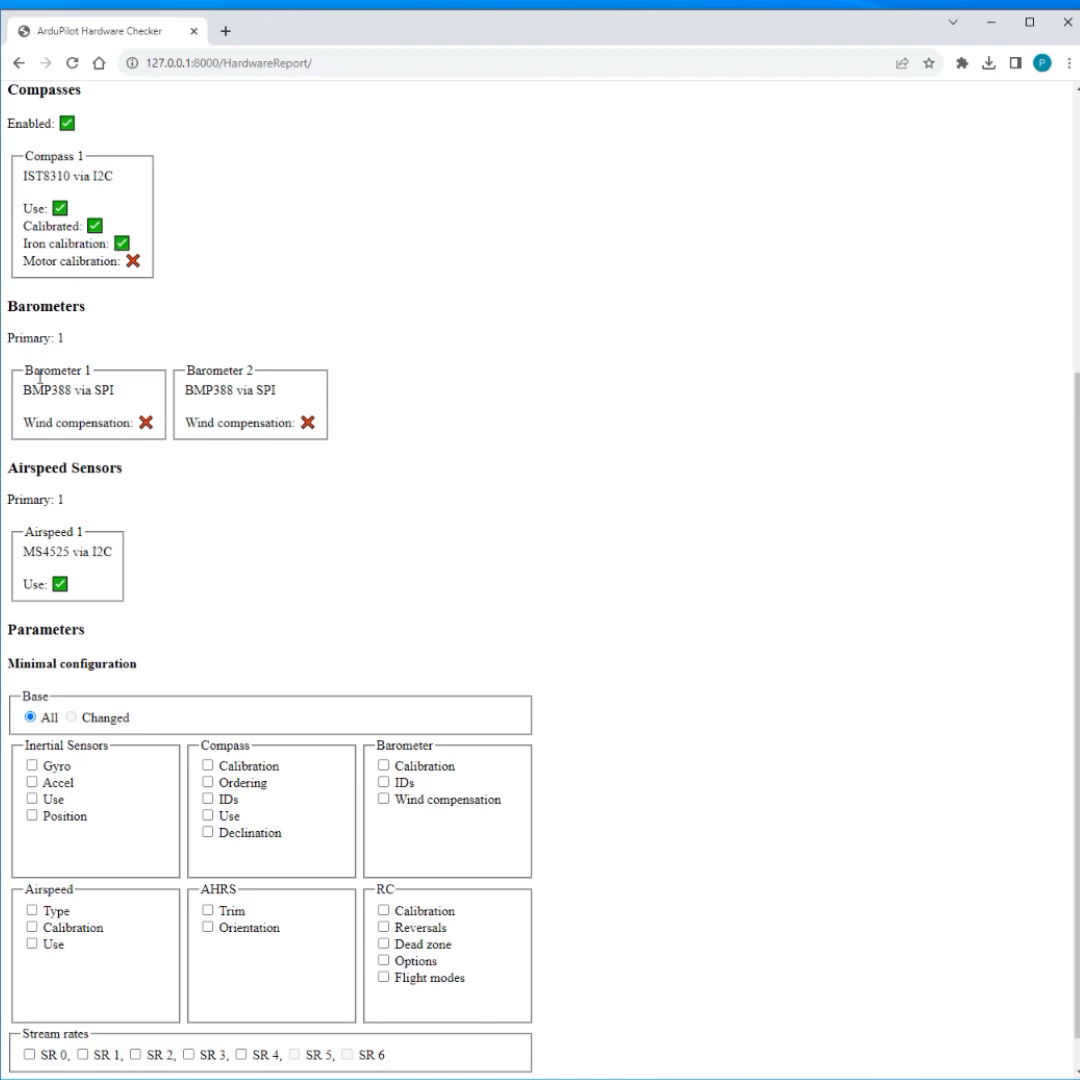 ArduPilot Hardware Checker
127.0.0.1:8000/HardwareReport/
P
Compasses
Enabled:
Compass 1
IST8310 via I2C
Use:
Calibrated:
Iron calibration:
Motor calibration:
Barometers
Primary: 1
Barometer 1
BMP388 via SPI
Wind compensation:
Barometer 2
BMP388 via SPI
Wind compensation:
Airspeed Sensors
Primary: 1
Airspeed 1
MS4525 via I2C
Use:
Parameters
Minimal configuration
Base
All Changed
Inertial Sensors
Gyro
Accel
Use
Position
Compass
Calibration
Ordering
IDs
Use
Declination
Barometer
Calibration
IDs
Wind compensation
Airspeed
Type
Calibration
Use
AHRS
Trim
Orientation
RC
Calibration
Reversals
Dead zone
Options
Flight modes
Stream rates
SR 0, SR 1, SR 2, SR 3, SR 4, SR 5, SR 6